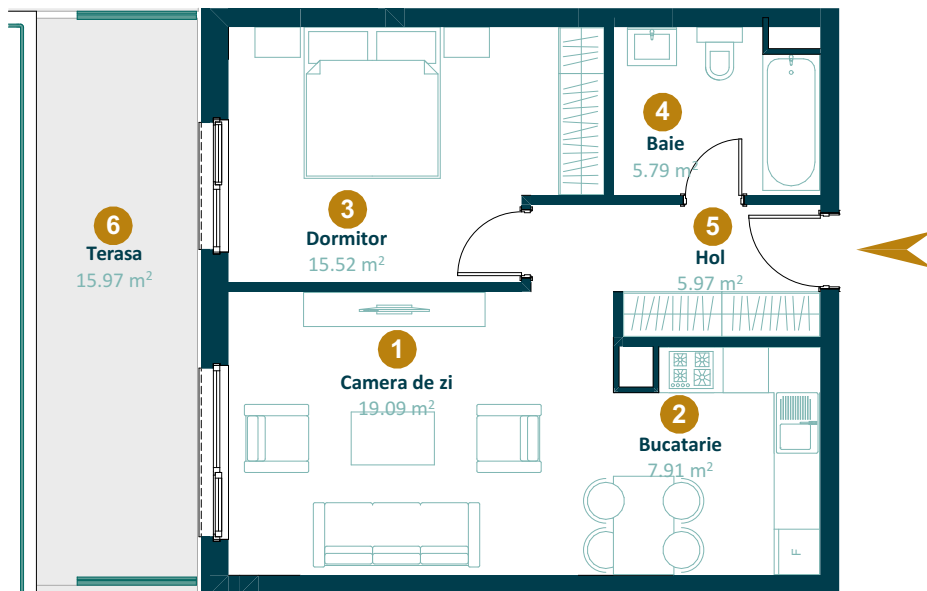 1
Camera de zi
19.09 m²
2
Bucatarie
7.91 m²
3
Dormitor
15.52 m²
4
Baie
5.79 m²
5
Hol
5.97 m²
6
Terasa
15.97 m²
F